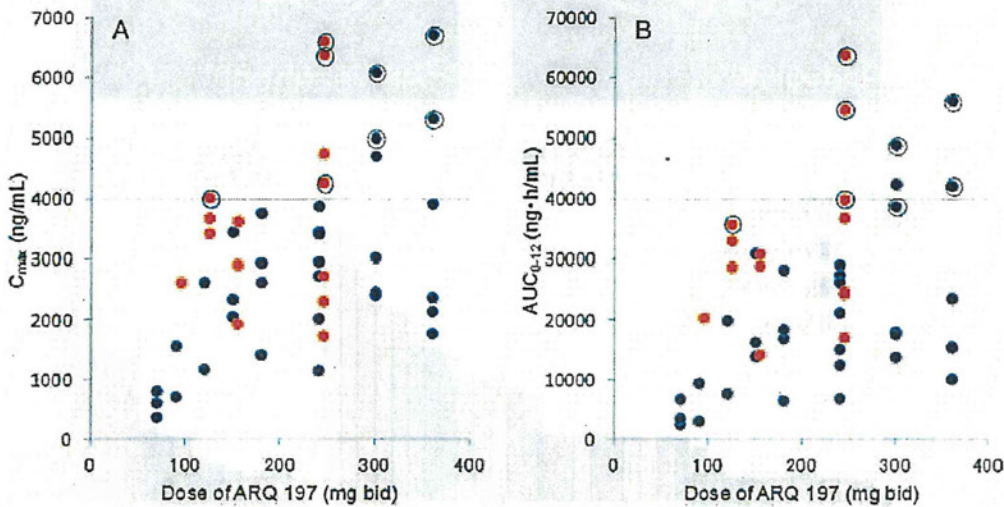 A
7000
6000
5000
4000
3000
2000
1000
0
Cmax (ng/mL)
0 100 200 300 400
Dose of ARQ 197 (mg bid)
B
70000
60000
50000
40000
30000
20000
10000
0
AUC0-12 (ng·h/mL)
0 100 200 300 400
Dose of ARQ 197 (mg bid)